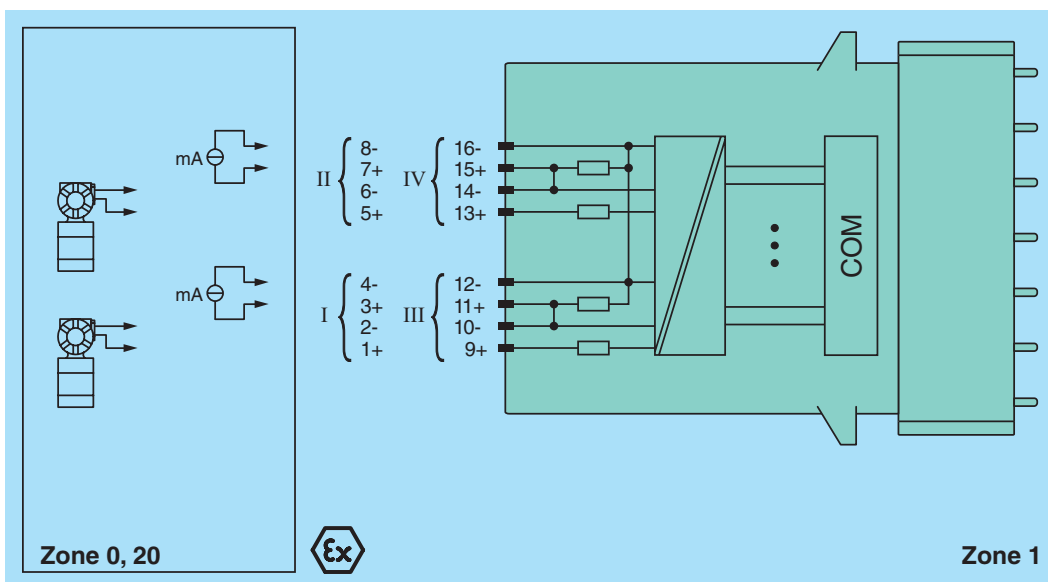 mA
II
8-
7+
6-
5+
IV
16-
15+
14-
13+
mA
I
4-
3+
2-
1+
III
12-
11+
10-
9+
COM
Zone 0, 20
Ex
Zone 1